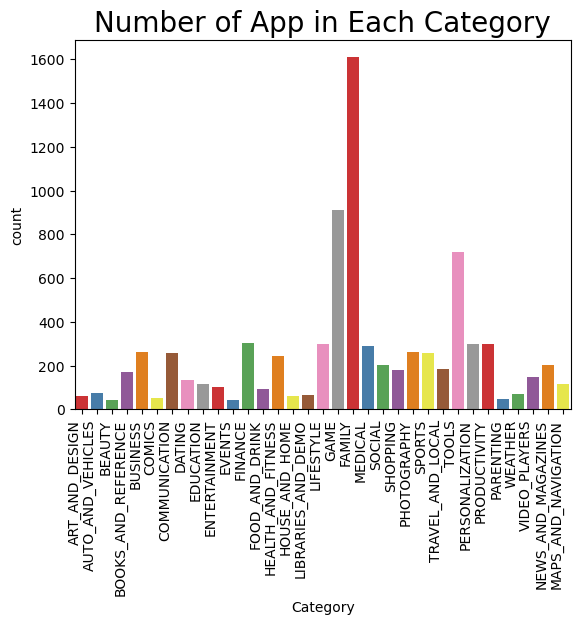 Number of App in Each Category
1600
1400
1200
1000
800
600
400
200
0
count
ART_AND_DESIGN
AUTO_AND_VEHICLES
BEAUTY
BOOKS_AND_REFERENCE
BUSINESS
COMICS
COMMUNICATION
DATING
EDUCATION
ENTERTAINMENT
EVENTS
FINANCE
FOOD_AND_DRINK
HEALTH_AND_FITNESS
HOUSE_AND_HOME
LIBRARIES_AND_DEMO
LIFESTYLE
GAME
FAMILY
MEDICAL
SOCIAL
SHOPPING
PHOTOGRAPHY
SPORTS
TRAVEL_AND_LOCAL
TOOLS
PERSONALIZATION
PRODUCTIVITY
PARENTING
WEATHER
VIDEO_PLAYERS
NEWS_AND_MAGAZINES
MAPS_AND_NAVIGATION
Category